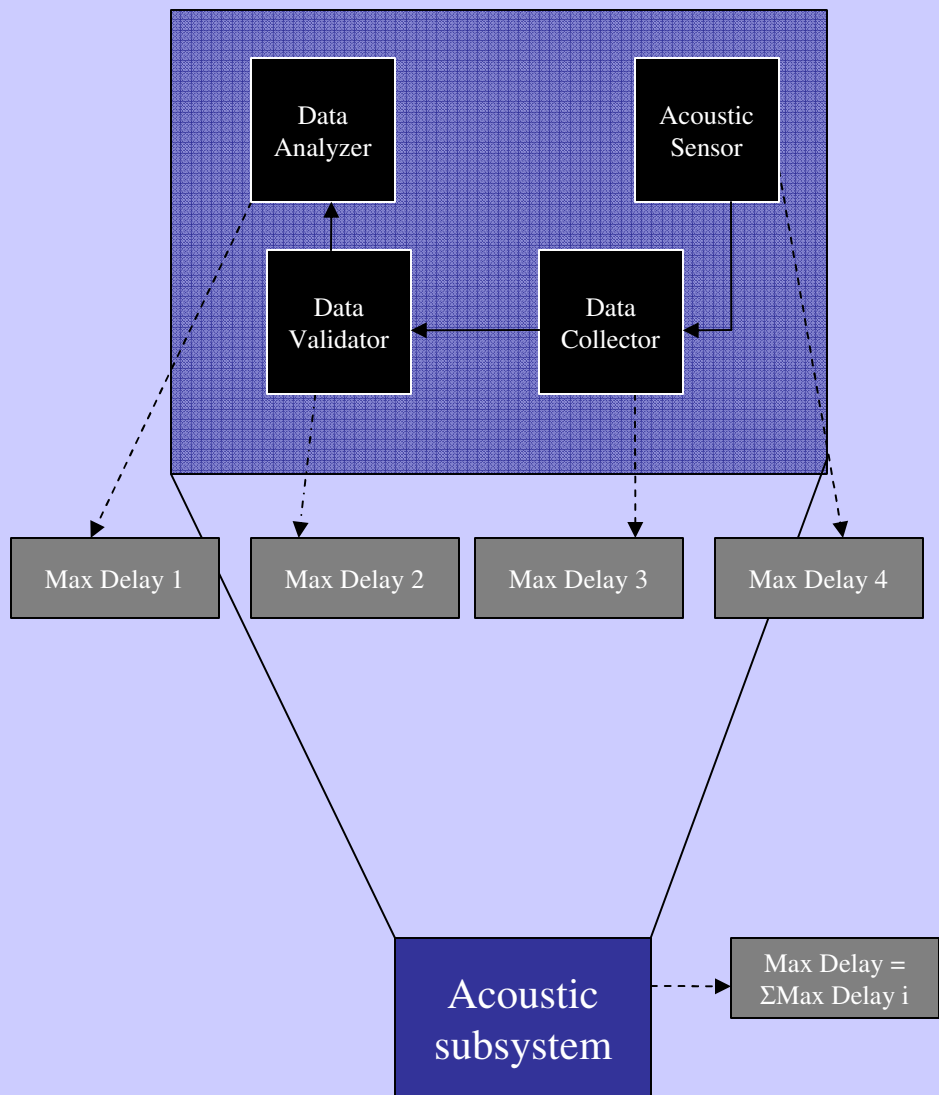 Data
Analyzer
Acoustic
Sensor
Data
Validator
Data
Collector
Max Delay 1
Max Delay 2
Max Delay 3
Max Delay 4
Acoustic
subsystem
Max Delay =
ΣMax Delay i